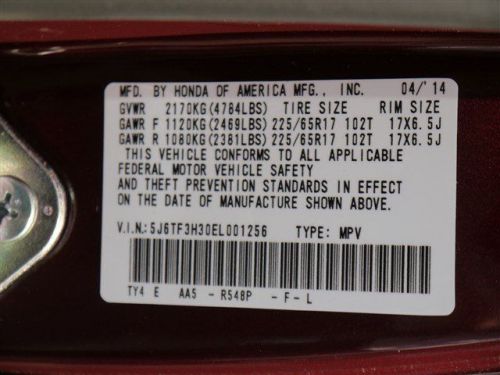 MFD. BY HONDA OF AMERICA MFG., INC. 04/'14
GVWR 2170KG(4784LBS) TIRE SIZE RIM SIZE
GAWR F 1120KG(2469LBS) 225/65R17 102T 17X6.5J
GAWR R 1080KG(2381LBS) 225/65R17 102T 17X6.5J
THIS VEHICLE CONFORMS TO ALL APPLICABLE
FEDERAL MOTOR VEHICLE SAFETY
AND THEFT PREVENTION STANDARDS IN EFFECT
ON THE DATE OF MANUFACTURE SHOWN ABOVE.
V.I.N.: 5J6TF3H30EL001256 TYPE: MPV
TY4 E AA5 - R548P - F - L